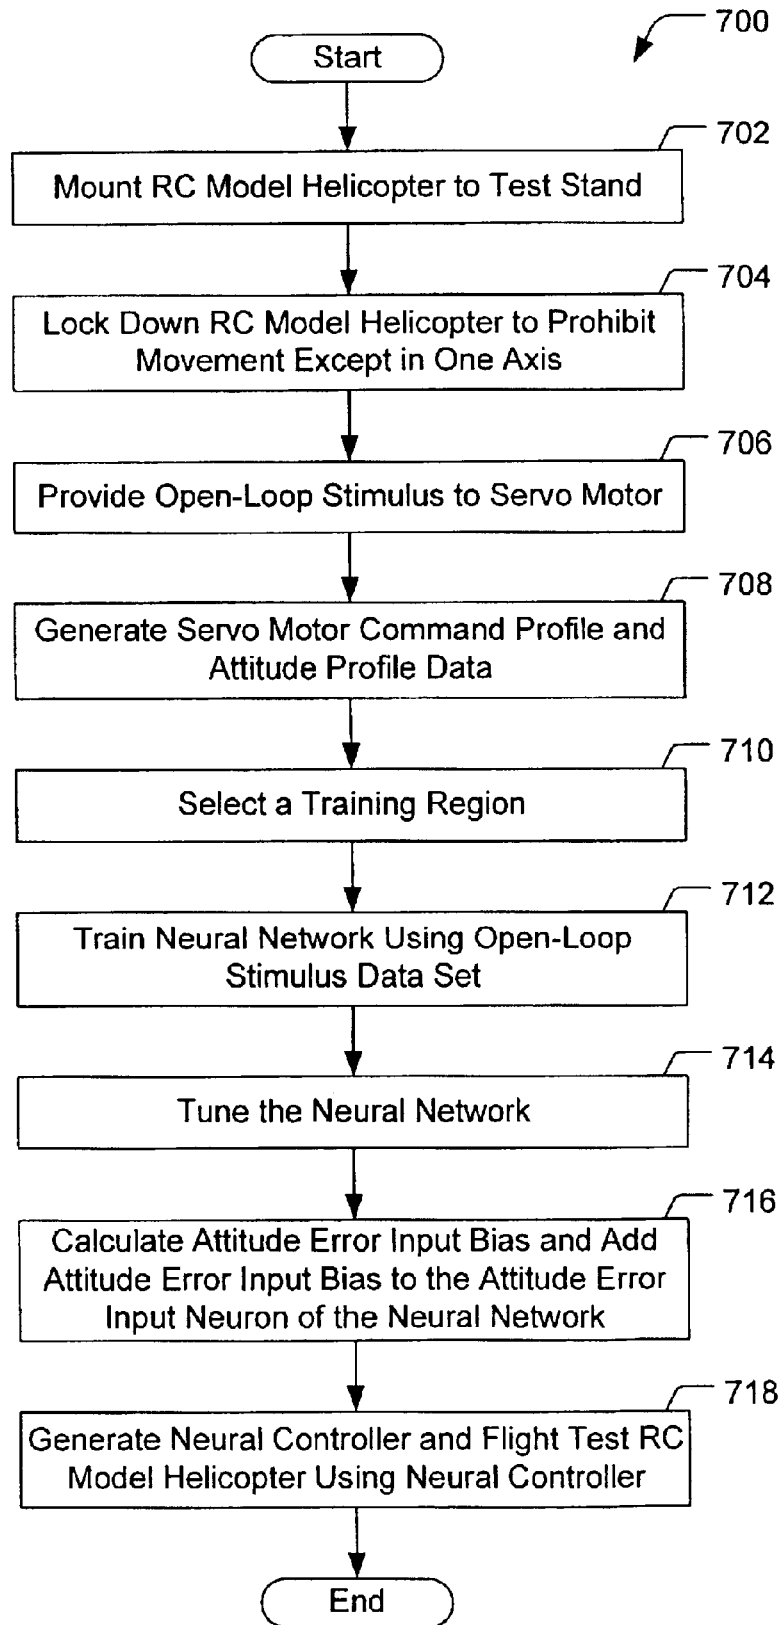 700
Start
702
Mount RC Model Helicopter to Test Stand
704
Lock Down RC Model Helicopter to Prohibit
Movement Except in One Axis
706
Provide Open-Loop Stimulus to Servo Motor
708
Generate Servo Motor Command Profile and
Attitude Profile Data
710
Select a Training Region
712
Train Neural Network Using Open-Loop
Stimulus Data Set
714
Tune the Neural Network
716
Calculate Attitude Error Input Bias and Add
Attitude Error Input Bias to the Attitude Error
Input Neuron of the Neural Network
718
Generate Neural Controller and Flight Test RC
Model Helicopter Using Neural Controller
End